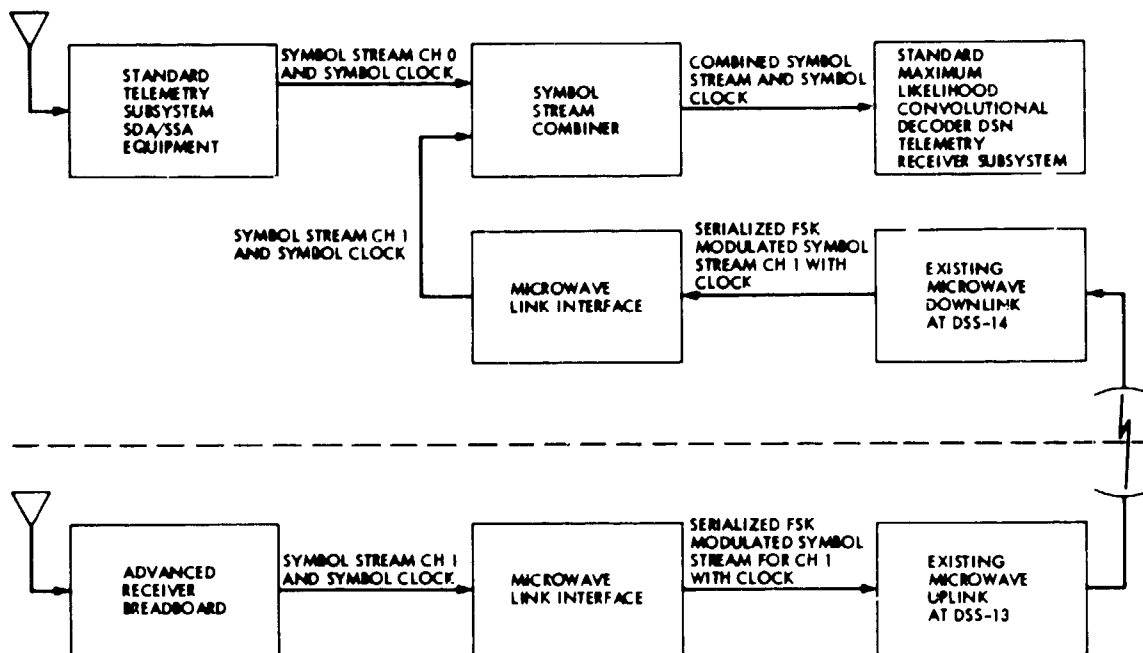 SYMBOL STREAM CH 0
AND SYMBOL CLOCK
COMBINED SYMBOL
STREAM AND SYMBOL
CLOCK
STANDARD
TELEMETRY
SUBSYSTEM
SDA/SSA
EQUIPMENT
SYMBOL
STREAM
COMBINER
STANDARD
MAXIMUM
LIKELIHOOD
CONVOLUTIONAL
DECODER DSN
TELEMETRY
RECEIVER SUBSYSTEM
SYMBOL STREAM CH 1
AND SYMBOL CLOCK
MICROWAVE
LINK INTERFACE
SERIALIZED FSK
MODULATED SYMBOL
STREAM CH 1 WITH
CLOCK
EXISTING
MICROWAVE
DOWNLINK
AT DSS-14
ADVANCED
RECEIVER
BREADBOARD
SYMBOL STREAM CH 1
AND SYMBOL CLOCK
MICROWAVE
LINK INTERFACE
SERIALIZED FSK
MODULATED SYMBOL
STREAM FOR CH 1
WITH CLOCK
EXISTING
MICROWAVE
UPLINK
AT DSS-13